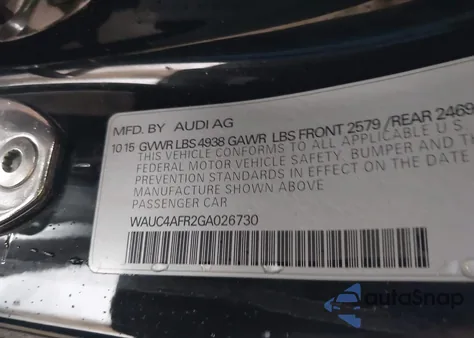 MFD. BY AUDI AG
10 15 GVWR LBS 4938 GAWR LBS FRONT 2579 /REAR 2469
THIS VEHICLE CONFORMS TO ALL APPLICABLE U S
FEDERAL MOTOR VEHICLE SAFETY. BUMPER AND TH
PREVENTION STANDARDS IN EFFECT ON THE DATE
MANUFACTURE SHOWN ABOVE
PASSENGER CAR
WAUC4AFR2GA026730
autoSnap